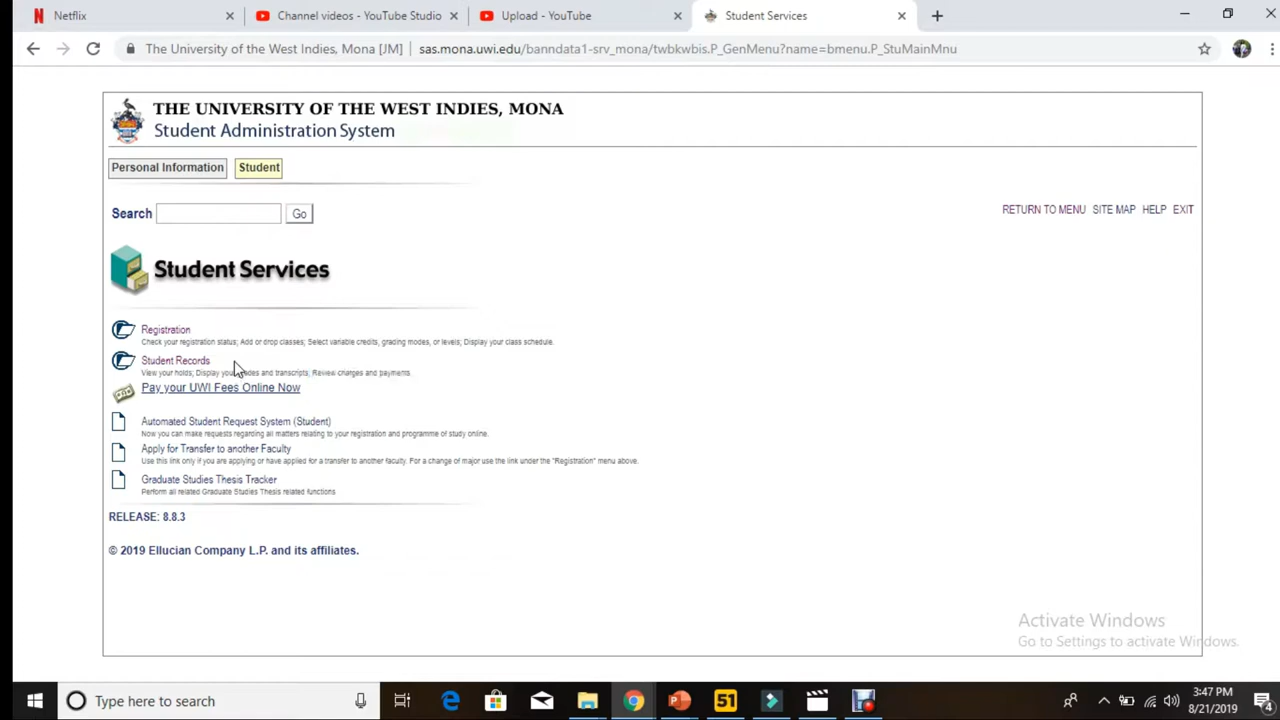 Netflix
Channel videos - YouTube Studio
Upload - YouTube
Student Services
The University of the West Indies, Mona [JM]
sas.mona.uwi.edu/banndata1-srv_mona/twbkwbis.P_GenMenu?name=bmenu.P_StuMainMnu
THE UNIVERSITY OF THE WEST INDIES, MONA
Student Administration System
Personal Information
Student
Search
Go
RETURN TO MENU SITE MAP HELP EXIT
Student Services
Registration
Check your registration status; Add or drop classes; Select variable credits, grading modes, or levels; Display your class schedule.
Student Records
View your holds; Display your and transcripts; Review charges and payments
Pay your UWI Fees Online Now
Automated Student Request System (Student)
Now you can make requests regarding all matters relating to your registration and programme of study online.
Apply for Transfer to another Faculty
Use this link only if you are applying or have applied for a transfer to another faculty. For a change of major use the link under the "Registration" menu above.
Graduate Studies Thesis Tracker
Perform all related Graduate Studies Thesis related functions
RELEASE: 8.8.3
© 2019 Ellucian Company L.P. and its affiliates.
Activate Windows
Go to Settings to activate Windows.
Type here to search
51
3:47 PM
8/21/2019
4